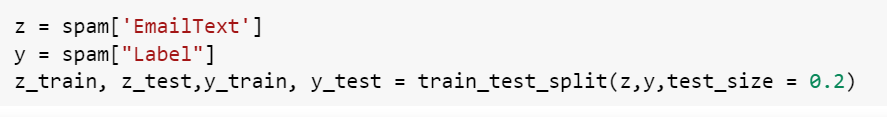 z = spam['EmailText']
y = spam["Label"]
z_train, z_test,y_train, y_test = train_test_split(z,y,test_size = 0.2)